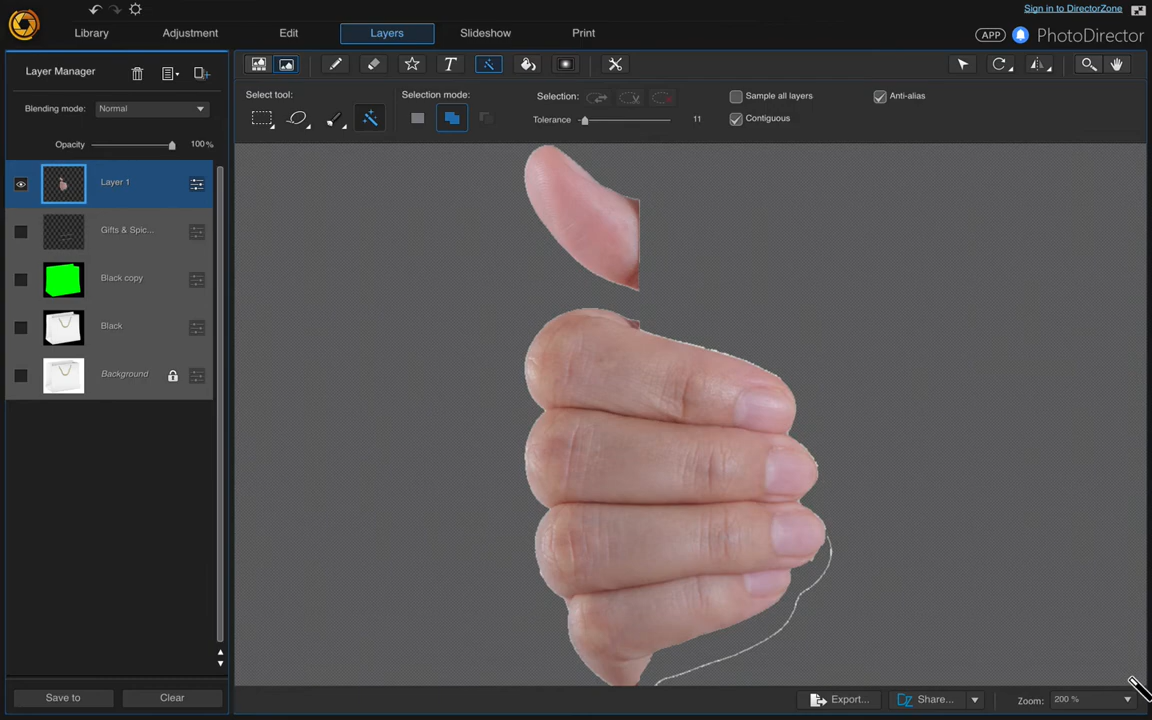 Sign in to DirectorZone
Library
Adjustment
Edit
Layers
Slideshow
Print
APP
PhotoDirector
Layer Manager
Blending mode:
Normal
Opacity
100%
Layer 1
Gifts & Spic...
Black copy
Black
Background
Save to
Clear
Select tool:
Selection mode:
Selection:
Tolerance
11
Sample all layers
Contiguous
Anti-alias
Export...
Share...
Zoom:
200 %